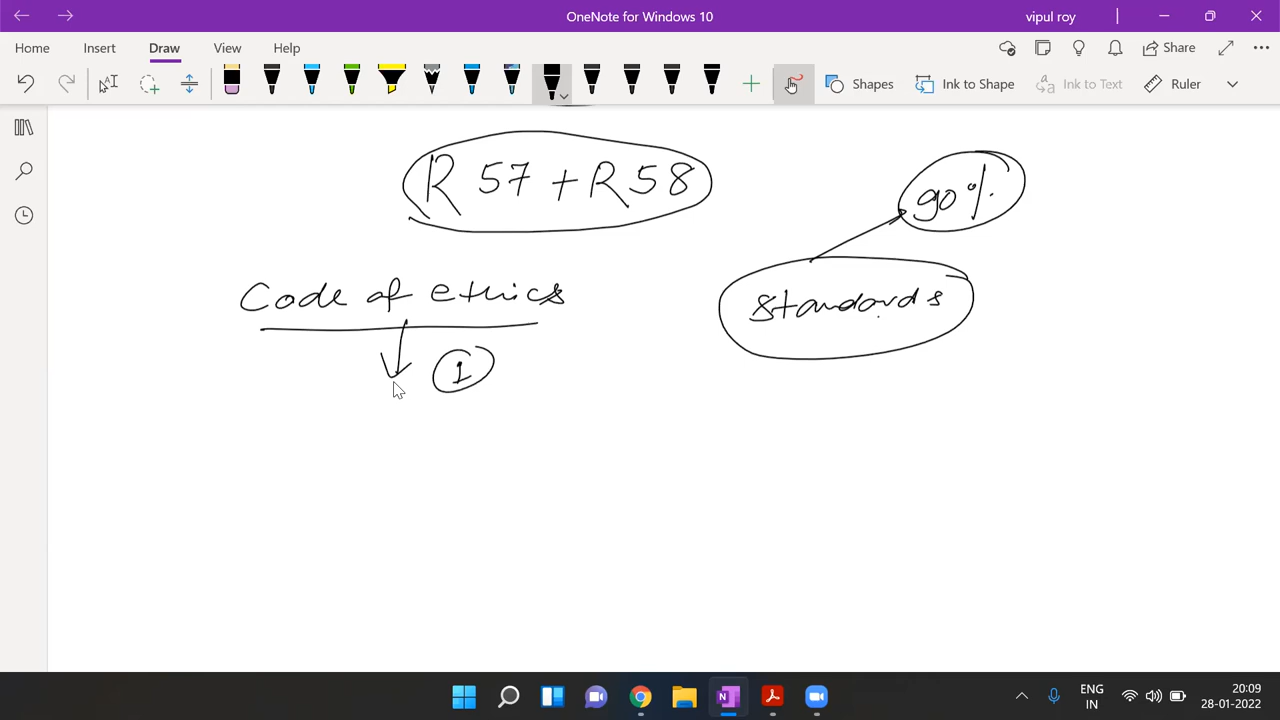 OneNote for Windows 10
vipul roy
Home Insert Draw View Help
Share
Shapes Ink to Shape Ink to Text Ruler
R 57 + R 58
90%
Code of ethics
Standards
1
ENG
IN
20:09
28-01-2022